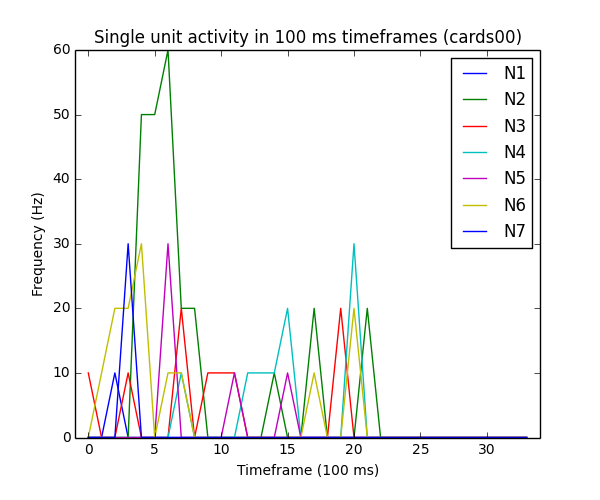 Single unit activity in 100 ms timeframes (cards00)
60
50
40
30
20
10
0
Frequency (Hz)
N1
N2
N3
N4
N5
N6
N7
0 5 10 15 20 25 30
Timeframe (100 ms)